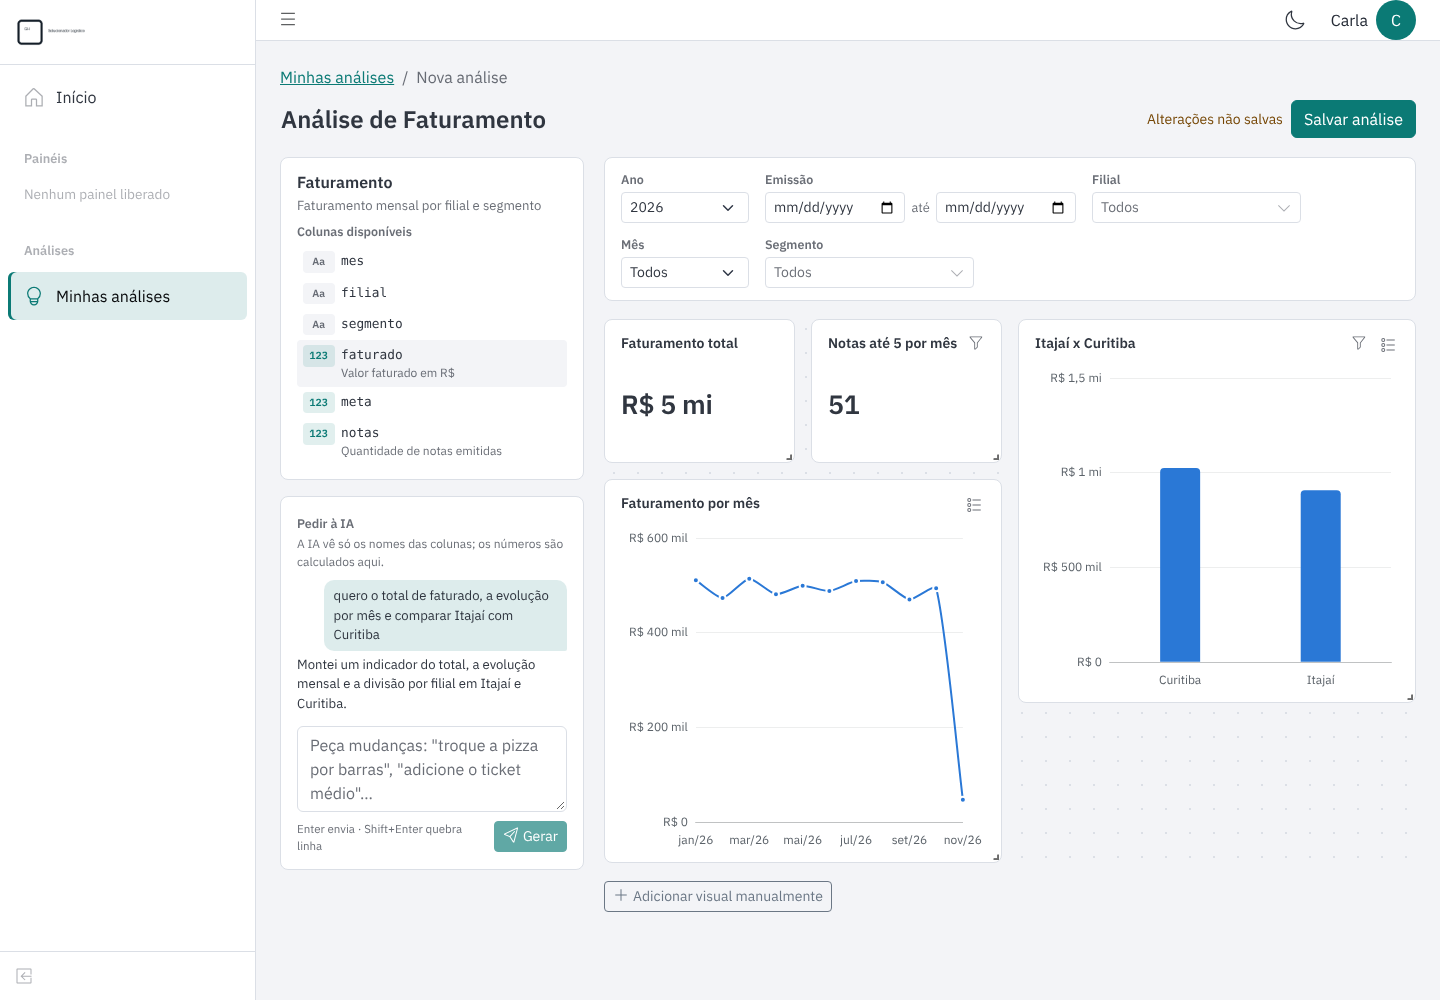 Carla
C
Início
Painéis
Nenhum painel liberado
Análises
Minhas análises
Minhas análises / Nova análise
Análise de Faturamento
Alterações não salvas
Salvar análise
Faturamento
Faturamento mensal por filial e segmento
Colunas disponíveis
Aa mes
Aa filial
Aa segmento
123 faturado
Valor faturado em R$
123 meta
123 notas
Quantidade de notas emitidas
Pedir à IA
A IA vê só os nomes das colunas; os números são
calculados aqui.
quero o total de faturado, a evolução
por mês e comparar Itajaí com
Curitiba
Montei um indicador do total, a evolução
mensal e a divisão por filial em Itajaí e
Curitiba.
Peça mudanças: "troque a pizza
por barras", "adicione o ticket
médio"...
Enter envia · Shift+Enter quebra
linha
Gerar
Ano
2026
Emissão
mm/dd/yyyy até mm/dd/yyyy
Filial
Todos
Mês
Todos
Segmento
Todos
Faturamento total
R$ 5 mi
Notas até 5 por mês
51
Faturamento por mês
R$ 600 mil
R$ 400 mil
R$ 200 mil
R$ 0
jan/26 mar/26 mai/26 jul/26 set/26 nov/26
Itajaí x Curitiba
R$ 1,5 mi
R$ 1 mi
R$ 500 mil
R$ 0
Curitiba Itajaí
Adicionar visual manualmente